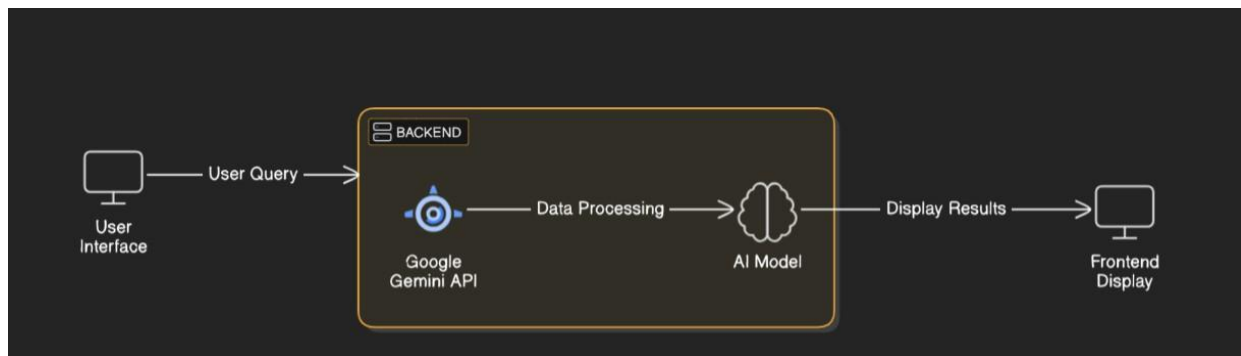 BACKEND
User Query
Data Processing
Display Results
User
Interface
Google
Gemini API
AI Model
Frontend
Display